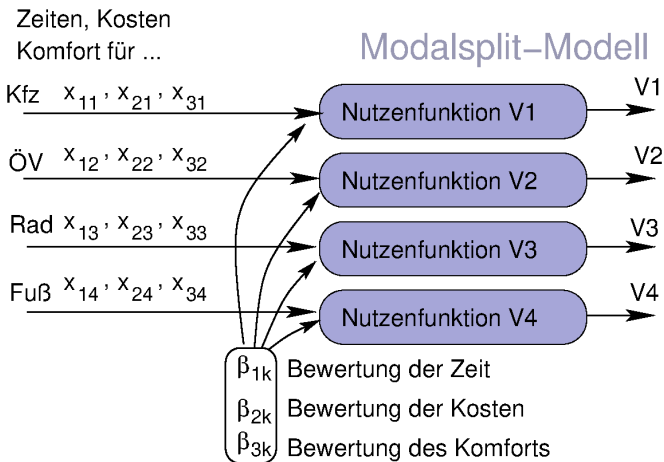 Zeiten, Kosten
Komfort für ...
Modalsplit–Modell
Kfz x11 , x21 , x31
Nutzenfunktion V1
V1
ÖV x12 , x22 , x32
Nutzenfunktion V2
V2
Rad x13 , x23 , x33
Nutzenfunktion V3
V3
Fuß x14 , x24 , x34
Nutzenfunktion V4
V4
β1k Bewertung der Zeit
β2k Bewertung der Kosten
β3k Bewertung des Komforts